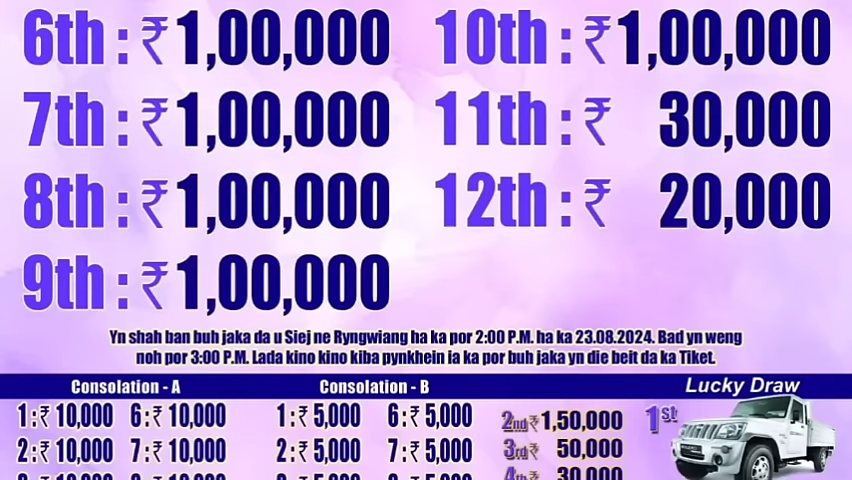 6th : ₹ 1,00,000 10th : ₹ 1,00,000
7th : ₹ 1,00,000 11th : ₹ 30,000
8th : ₹ 1,00,000 12th : ₹ 20,000
9th : ₹ 1,00,000
Yn shah ban buh jaka da u Siej ne Ryngwiang ha ka por 2:00 P.M. ha ka 23.08.2024. Bad yn weng
noh por 3:00 P.M. Lada kino kino kiba pynkhein ia ka por buh jaka yn die beit da ka Tiket.
Consolation - A Consolation - B Lucky Draw
1 : ₹ 10,000 6 : ₹ 10,000 1 : ₹ 5,000 6 : ₹ 5,000 2nd ₹ 1,50,000 1st
2 : ₹ 10,000 7 : ₹ 10,000 2 : ₹ 5,000 7 : ₹ 5,000 3rd ₹ 50,000
4th ₹ 30,000